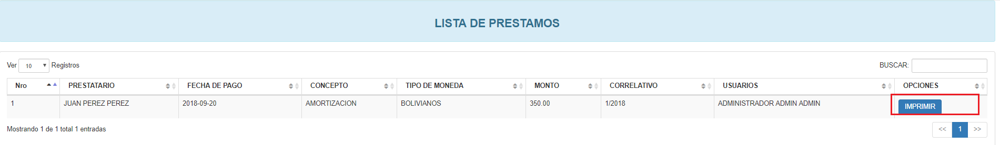 LISTA DE PRESTAMOS
Ver 10 Registros BUSCAR:
Nro PRESTATARIO FECHA DE PAGO CONCEPTO TIPO DE MONEDA MONTO CORRELATIVO USUARIOS OPCIONES
1 JUAN PEREZ PEREZ 2018-09-20 AMORTIZACION BOLIVIANOS 350.00 1/2018 ADMINISTRADOR ADMIN ADMIN IMPRIMIR
Mostrando 1 de 1 total 1 entradas << 1 >>